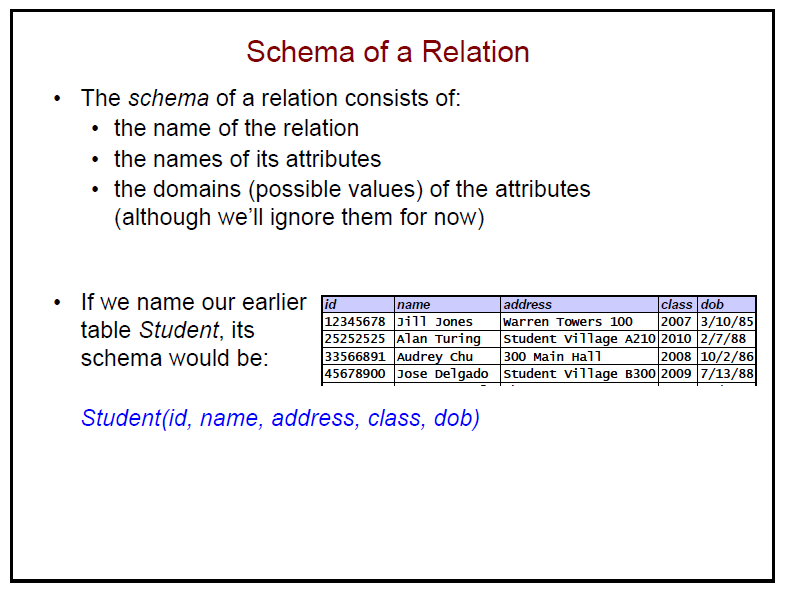 Schema of a Relation
• The schema of a relation consists of:
• the name of the relation
• the names of its attributes
• the domains (possible values) of the attributes
(although we'll ignore them for now)
• If we name our earlier
table Student, its
schema would be:
id name address class dob
12345678 Jill Jones Warren Towers 100 2007 3/10/85
25252525 Alan Turing Student Village A210 2010 2/7/88
33566891 Audrey Chu 300 Main Hall 2008 10/2/86
45678900 Jose Delgado Student Village B300 2009 7/13/88
Student(id, name, address, class, dob)